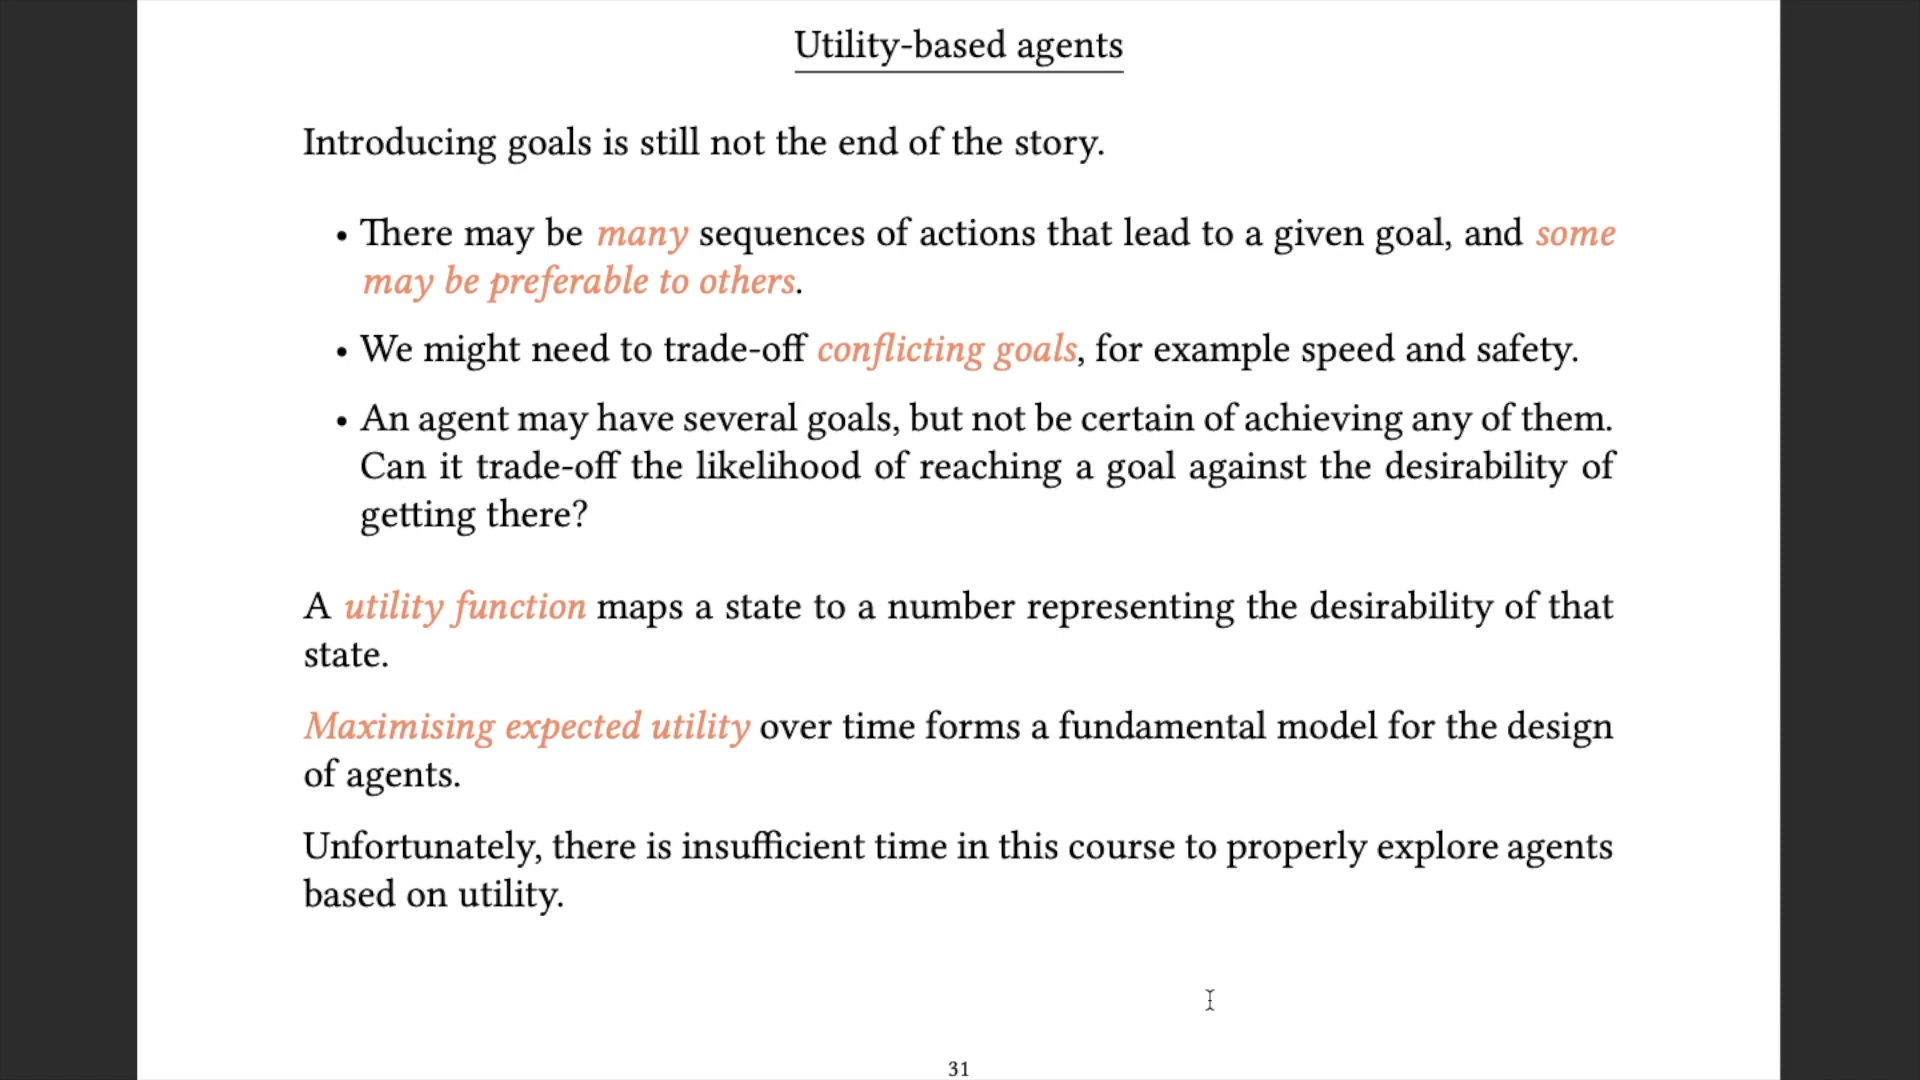 Utility-based agents
Introducing goals is still not the end of the story.
• There may be many sequences of actions that lead to a given goal, and some
may be preferable to others.
• We might need to trade-off conflicting goals, for example speed and safety.
• An agent may have several goals, but not be certain of achieving any of them.
Can it trade-off the likelihood of reaching a goal against the desirability of
getting there?
A utility function maps a state to a number representing the desirability of that
state.
Maximising expected utility over time forms a fundamental model for the design
of agents.
Unfortunately, there is insufficient time in this course to properly explore agents
based on utility.
31